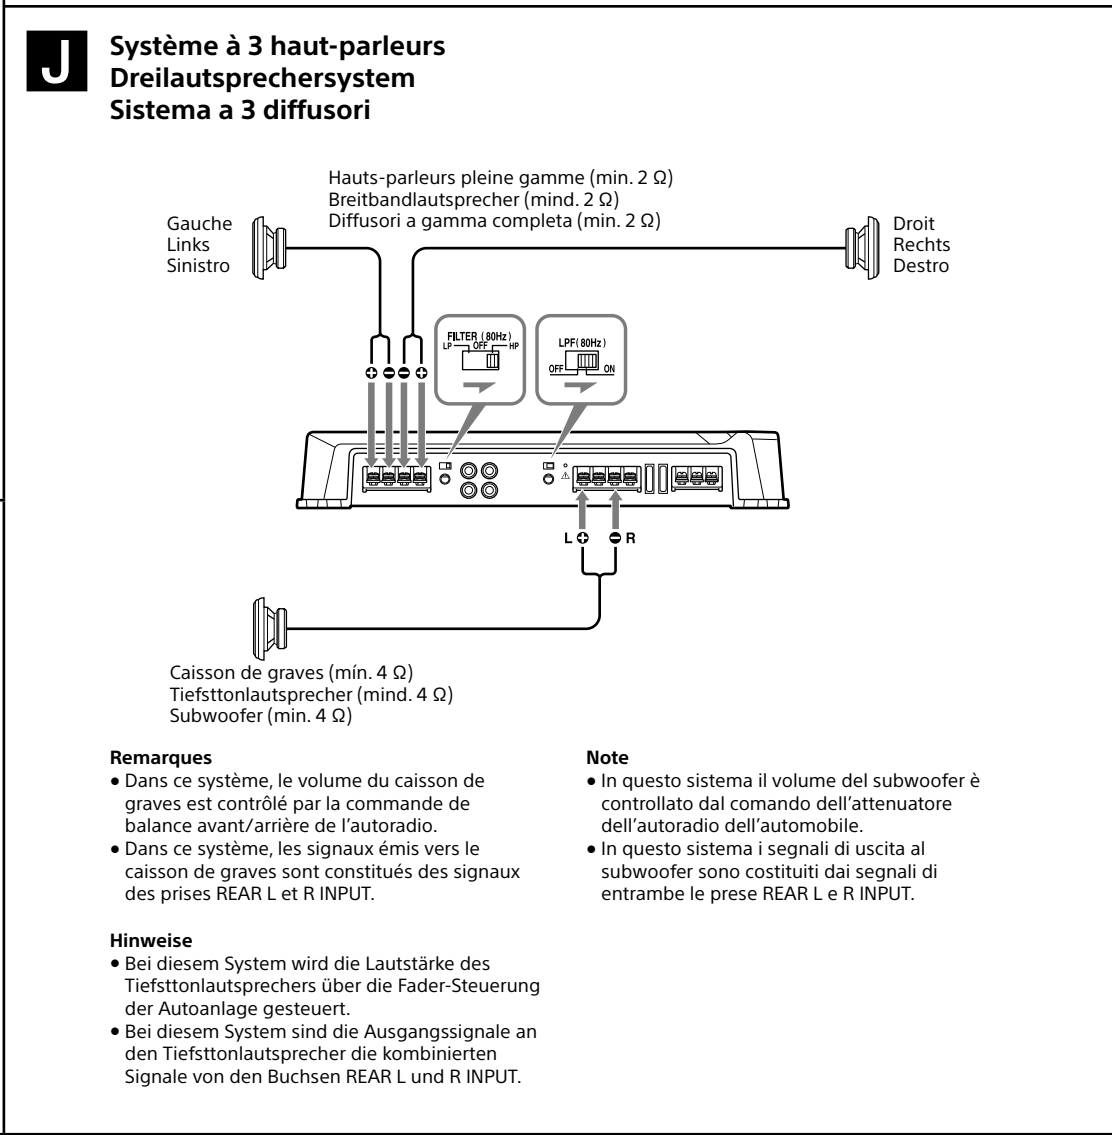 J
Système à 3 haut-parleurs
Dreilautsprechersystem
Sistema a 3 diffusori
Hauts-parleurs pleine gamme (min. 2 Ω)
Breitbandlautsprecher (mind. 2 Ω)
Diffusori a gamma completa (min. 2 Ω)
Gauche
Links
Sinistro
Droit
Rechts
Destro
FILTER (80Hz)
LP OFF HP
LPF(80Hz)
OFF ON
L R
Caisson de graves (mín. 4 Ω)
Tiefsttonlautsprecher (mind. 4 Ω)
Subwoofer (min. 4 Ω)
Remarques
• Dans ce système, le volume du caisson de
graves est contrôlé par la commande de
balance avant/arrière de l'autoradio.
• Dans ce système, les signaux émis vers le
caisson de graves sont constitués des signaux
des prises REAR L et R INPUT.
Hinweise
• Bei diesem System wird die Lautstärke des
Tiefsttonlautsprechers über die Fader-Steuerung
der Autoanlage gesteuert.
• Bei diesem System sind die Ausgangssignale an
den Tiefsttonlautsprecher die kombinierten
Signale von den Buchsen REAR L und R INPUT.
Note
• In questo sistema il volume del subwoofer è
controllato dal comando dell'attenuatore
dell'autoradio dell'automobile.
• In questo sistema i segnali di uscita al
subwoofer sono costituiti dai segnali di
entrambe le prese REAR L e R INPUT.